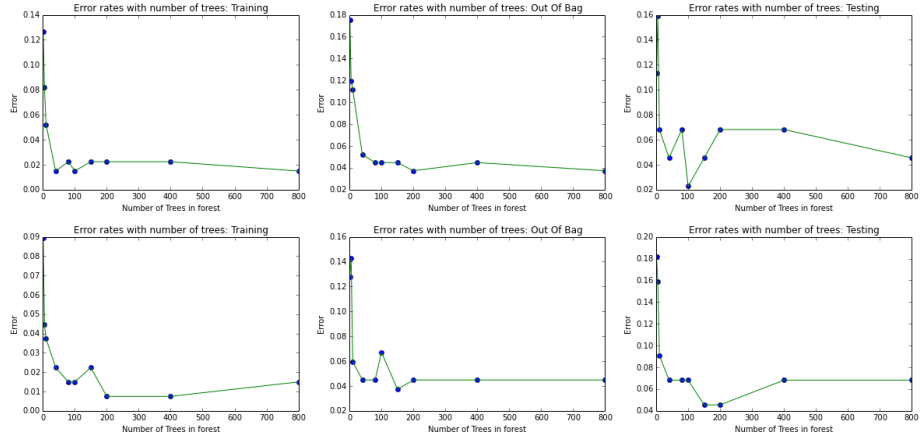 Error rates with number of trees: Training
0.14
0.12
0.10
0.08
0.06
0.04
0.02
0.00
Error
0 100 200 300 400 500 600 700 800
Number of Trees in forest
Error rates with number of trees: Out Of Bag
0.18
0.16
0.14
0.12
0.10
0.08
0.06
0.04
0.02
Error
0 100 200 300 400 500 600 700 800
Number of Trees in forest
Error rates with number of trees: Testing
0.16
0.14
0.12
0.10
0.08
0.06
0.04
0.02
Error
0 100 200 300 400 500 600 700 800
Number of Trees in forest
Error rates with number of trees: Training
0.09
0.08
0.07
0.06
0.05
0.04
0.03
0.02
0.01
0.00
Error
0 100 200 300 400 500 600 700 800
Number of Trees in forest
Error rates with number of trees: Out Of Bag
0.16
0.14
0.12
0.10
0.08
0.06
0.04
0.02
Error
0 100 200 300 400 500 600 700 800
Number of Trees in forest
Error rates with number of trees: Testing
0.20
0.18
0.16
0.14
0.12
0.10
0.08
0.06
0.04
Error
0 100 200 300 400 500 600 700 800
Number of Trees in forest